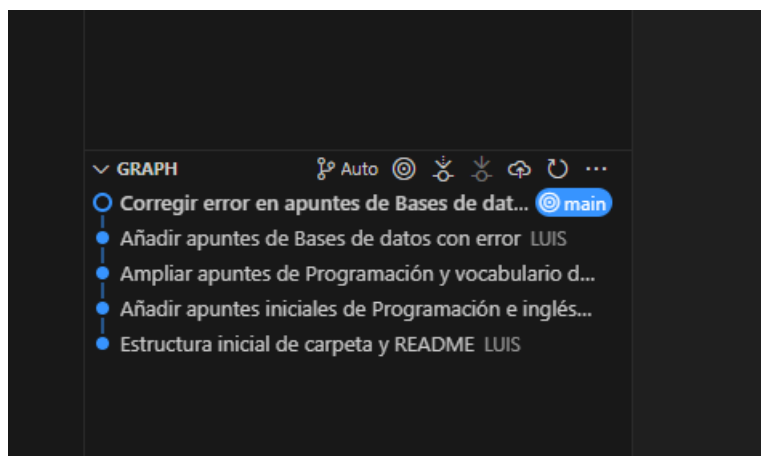 GRAPH Auto ...
Corregir error en apuntes de Bases de dat... main
Añadir apuntes de Bases de datos con error LUIS
Ampliar apuntes de Programación y vocabulario d...
Añadir apuntes iniciales de Programación e inglés...
Estructura inicial de carpeta y README LUIS